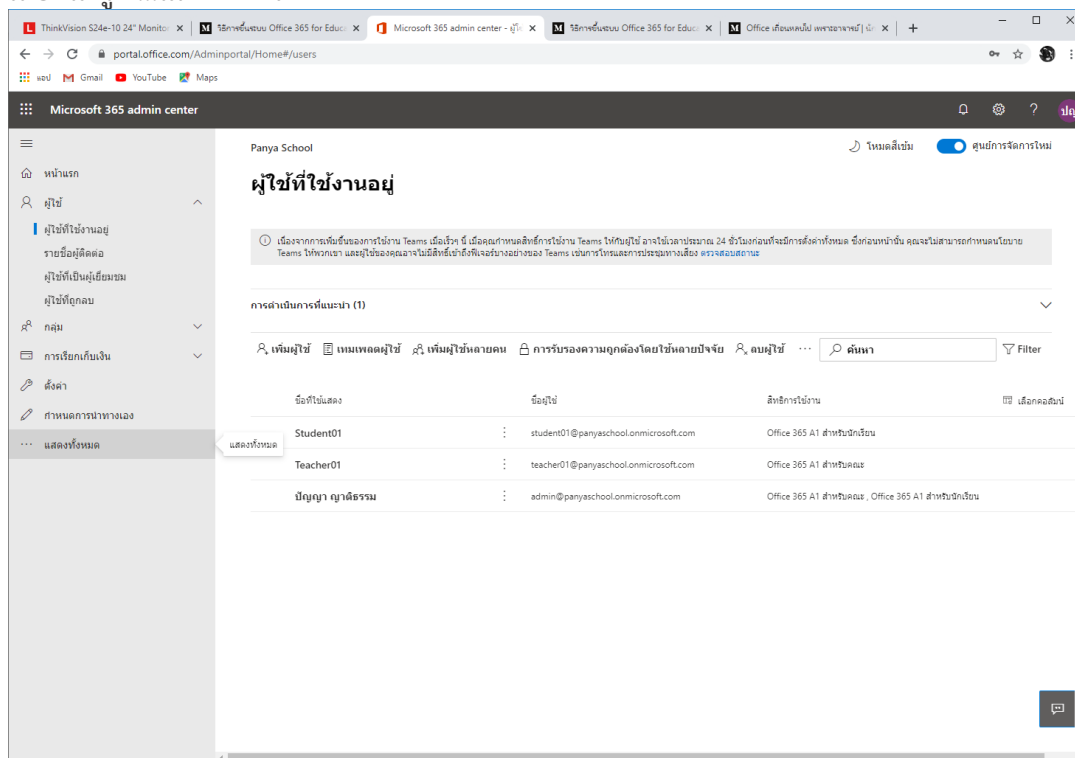 ThinkVision S24e-10 24" Monito
วิธีการขึ้นระบบ Office 365 for Educ
Microsoft 365 admin center - ผู้ใ
วิธีการขึ้นระบบ Office 365 for Educ
Office เถื่อนหลบไป เพราะอาจารย์ | นัก
portal.office.com/Adminportal/Home#/users
แอป Gmail YouTube Maps
Microsoft 365 admin center
Panya School
โหมดสีเข้ม
ศูนย์การจัดการใหม่
หน้าแรก
ผู้ใช้
ผู้ใช้ที่ใช้งานอยู่
รายชื่อผู้ติดต่อ
ผู้ใช้ที่เป็นผู้เยี่ยมชม
ผู้ใช้ที่ถูกลบ
กลุ่ม
การเรียกเก็บเงิน
ตั้งค่า
กำหนดการนำทางเอง
แสดงทั้งหมด
แสดงทั้งหมด
ผู้ใช้ที่ใช้งานอยู่
เนื่องจากการเพิ่มขึ้นของการใช้งาน Teams เมื่อเร็วๆ นี้ เมื่อคุณกำหนดสิทธิ์การใช้งาน Teams ให้กับผู้ใช้ อาจใช้เวลาประมาณ 24 ชั่วโมงก่อนที่จะมีการตั้งค่าทั้งหมด ซึ่งก่อนหน้านั้น คุณจะไม่สามารถกำหนดนโยบาย
Teams ให้พวกเขา และผู้ใช้ของคุณอาจไม่มีสิทธิ์เข้าถึงฟีเจอร์บางอย่างของ Teams เช่นการโทรและการประชุมทางเสียง ตรวจสอบสถานะ
การดำเนินการที่แนะนำ (1)
เพิ่มผู้ใช้ เทมเพลตผู้ใช้ เพิ่มผู้ใช้หลายคน การรับรองความถูกต้องโดยใช้หลายปัจจัย ลบผู้ใช้ ... ค้นหา Filter
ชื่อที่ใช้แสดง ชื่อผู้ใช้ สิทธิการใช้งาน เลือกคอลัมน์
Student01 student01@panyaschool.onmicrosoft.com Office 365 A1 สำหรับนักเรียน
Teacher01 teacher01@panyaschool.onmicrosoft.com Office 365 A1 สำหรับคณะ
ปัญญา ญาติธรรม admin@panyaschool.onmicrosoft.com Office 365 A1 สำหรับคณะ , Office 365 A1 สำหรับนักเรียน